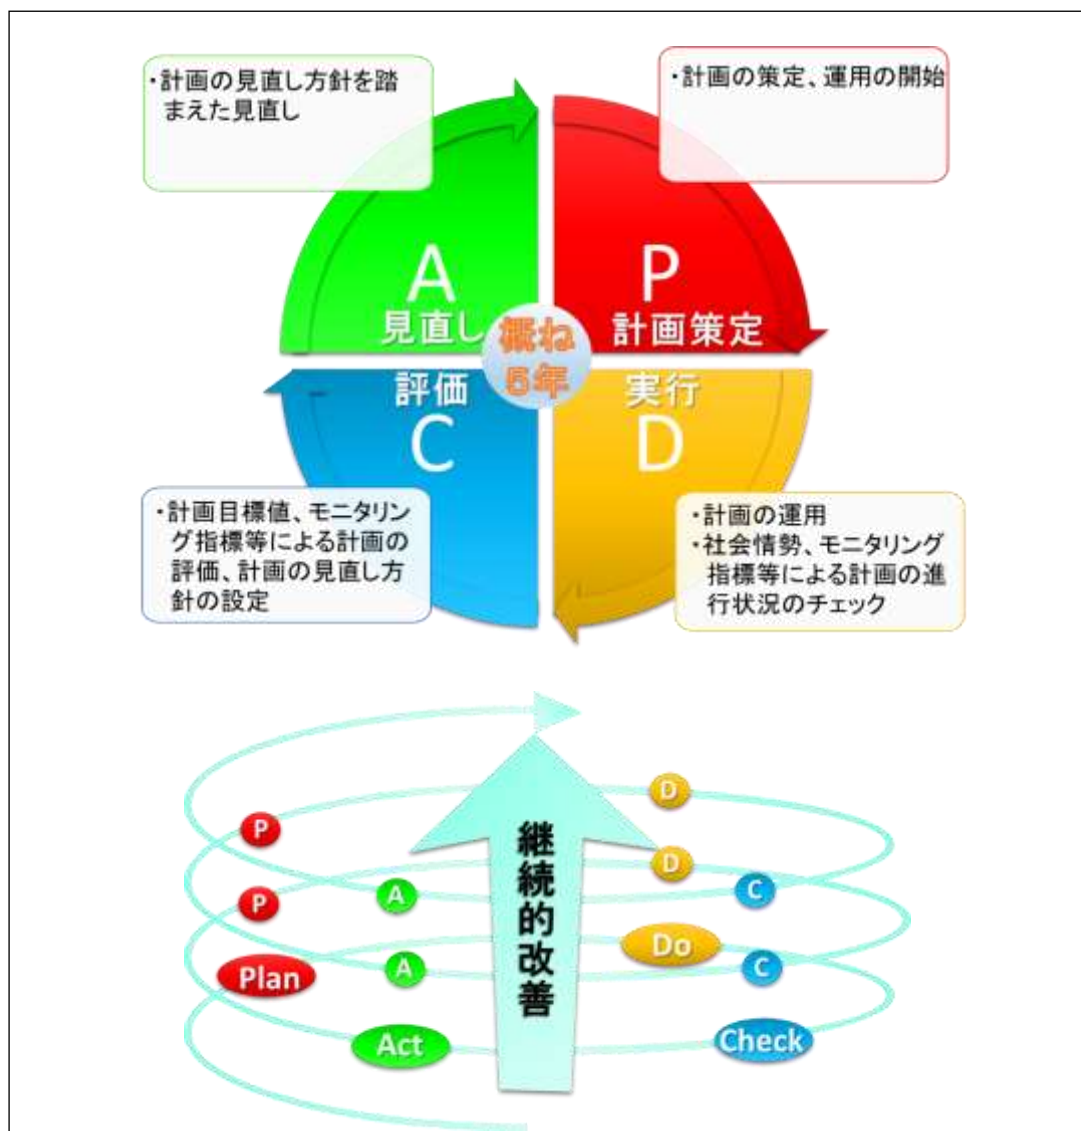 ・計画の見直し方針を踏
まえた見直し
・計画の策定、運用の開始
A
見直し
P
計画策定
概ね
5年
評価
C
実行
D
・計画目標値、モニタリン
グ指標等による計画の
評価、計画の見直し方
針の設定
・計画の運用
・社会情勢、モニタリング
指標等による計画の進
行状況のチェック
継続的改善
D
P
D
A
C
P
Do
A
C
Plan
Act
Check